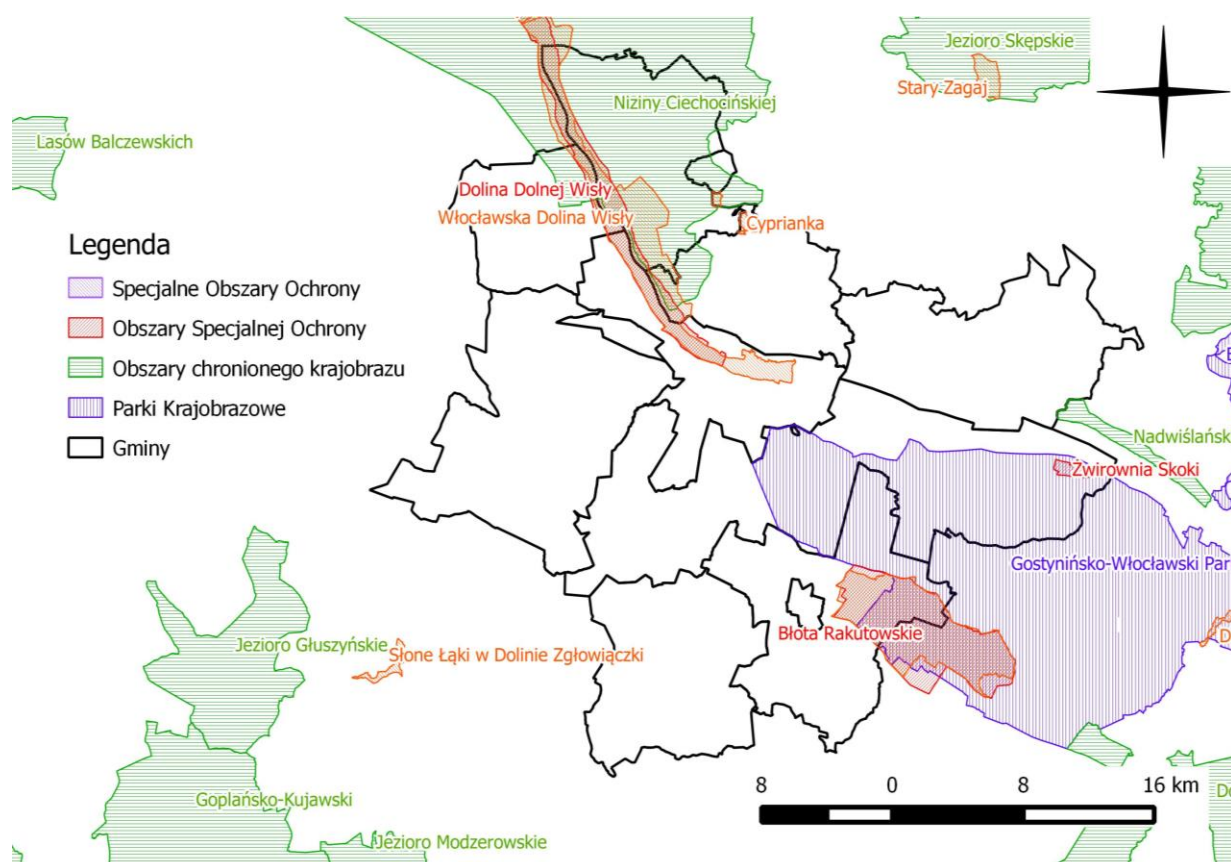 Jezioro Skępskie
Stary Zagaj
Niziny Ciechocińskiej
Lasów Balczewskich
Dolina Dolnej Wisły
Włocławska Dolina Wisły
Cyprianka
Legenda
Specjalne Obszary Ochrony
Obszary Specjalnej Ochrony
Obszary chronionego krajobrazu
Parki Krajobrazowe
Gminy
Nadwiślańsk
Żwirownia Skoki
Gostynińsko-Włocławski Par
Błota Rakutowskie
Jezioro Głuszyńskie
Słone Łąki w Dolinie Zgłowiączki
D
8 0 8 16 km
Goplańsko-Kujawski
Do
Jezioro Modzerowskie